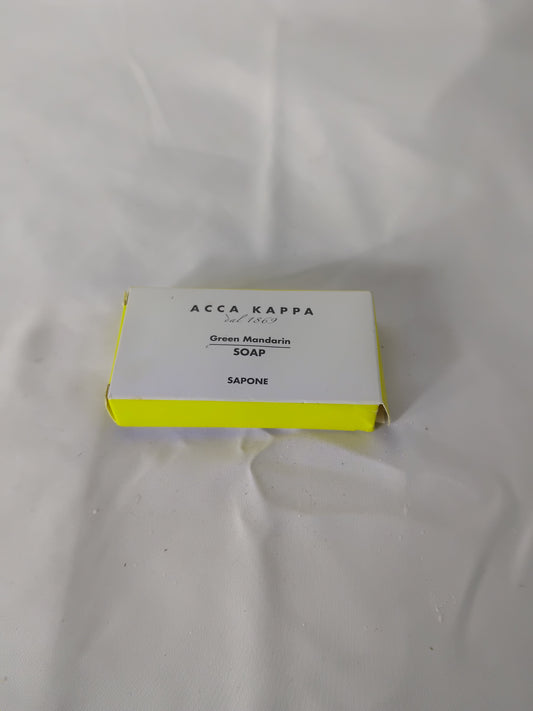 ACCA KAPPA
dal 1869
Green Mandarin
SOAP
SAPONE